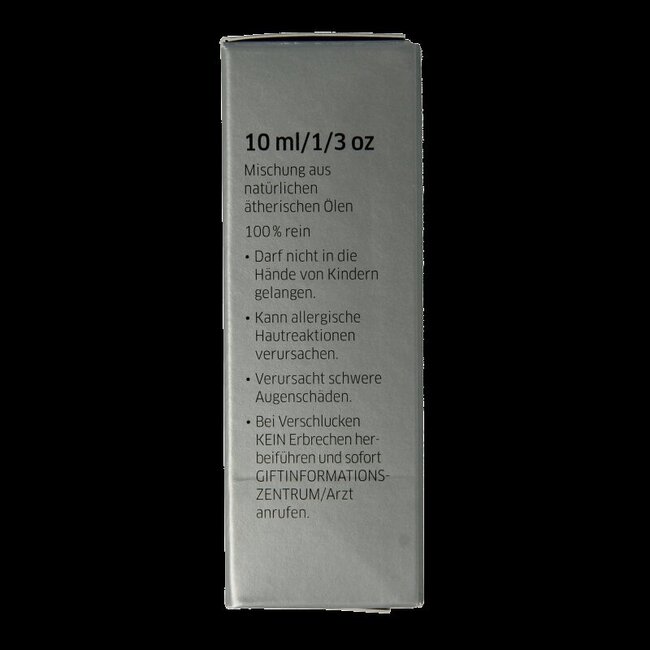 10 ml/1/3 oz
Mischung aus
natürlichen
ätherischen Ölen
100 % rein
• Darf nicht in die
Hände von Kindern
gelangen.
• Kann allergische
Hautreaktionen
verursachen.
• Verursacht schwere
Augenschäden.
• Bei Verschlucken
KEIN Erbrechen her-
beiführen und sofort
GIFTINFORMATIONS-
ZENTRUM/Arzt
anrufen.